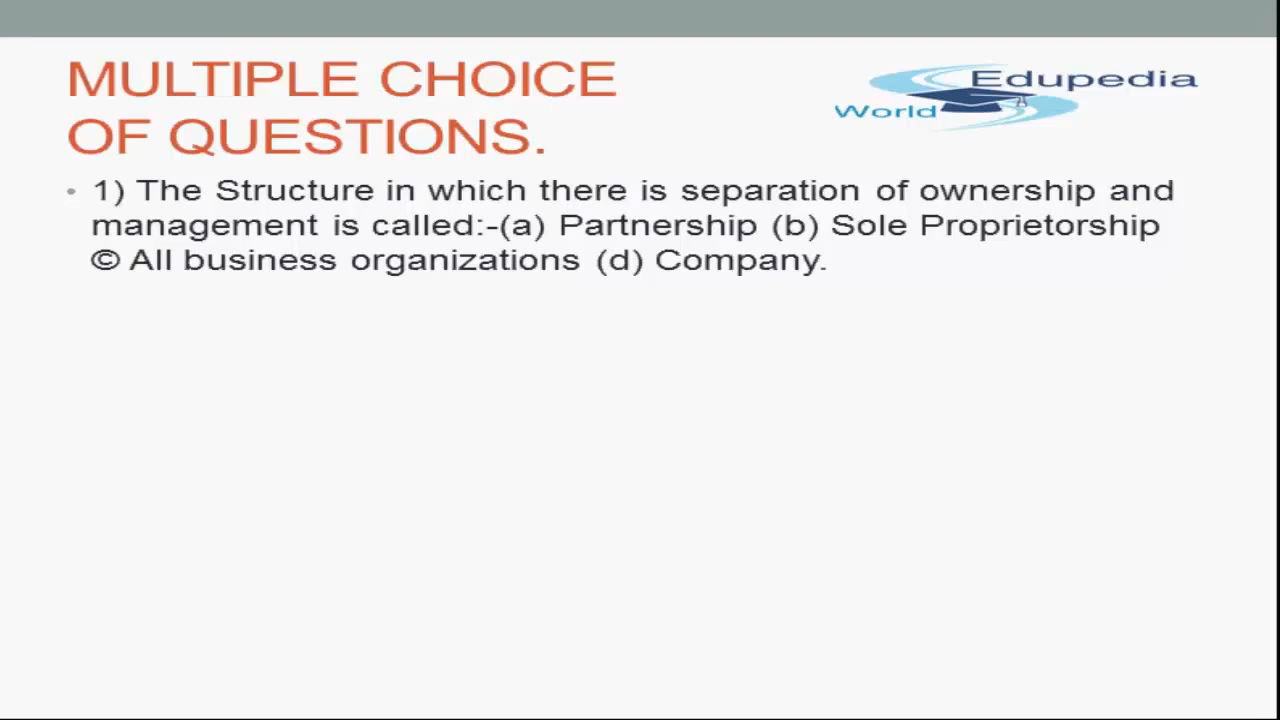 MULTIPLE CHOICE
OF QUESTIONS.
Edupedia
World
• 1) The Structure in which there is separation of ownership and
management is called:-(a) Partnership (b) Sole Proprietorship
© All business organizations (d) Company.